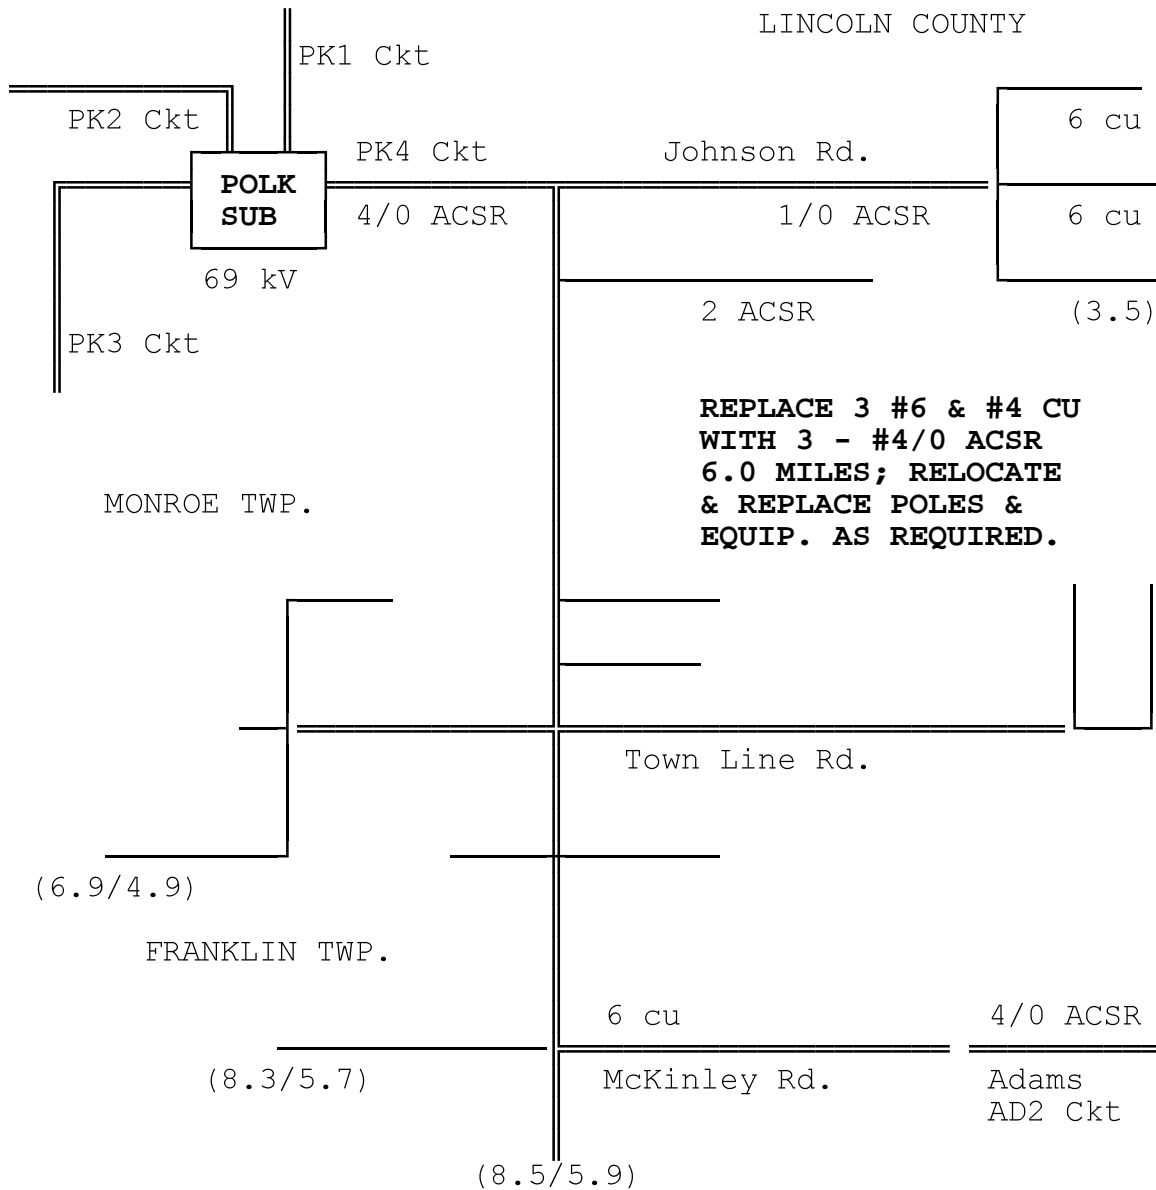 LINCOLN COUNTY
PK1 Ckt
PK2 Ckt
6 cu
PK4 Ckt
Johnson Rd.
POLK
SUB
4/0 ACSR
1/0 ACSR
6 cu
69 kV
2 ACSR
(3.5)
PK3 Ckt
REPLACE 3 #6 & #4 CU
WITH 3 - #4/0 ACSR
6.0 MILES; RELOCATE
& REPLACE POLES &
EQUIP. AS REQUIRED.
MONROE TWP.
Town Line Rd.
(6.9/4.9)
FRANKLIN TWP.
6 cu
4/0 ACSR
(8.3/5.7)
McKinley Rd.
Adams
AD2 Ckt
(8.5/5.9)